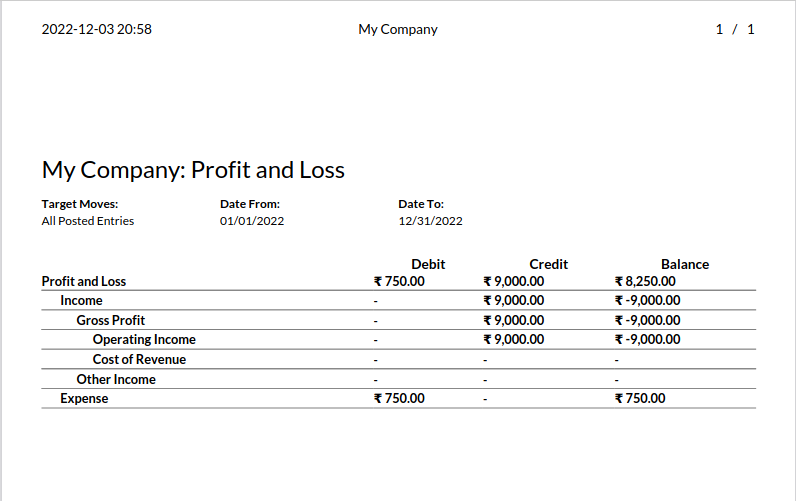 2022-12-03 20:58 My Company 1 / 1
My Company: Profit and Loss
Target Moves: Date From: Date To:
All Posted Entries 01/01/2022 12/31/2022
Debit Credit Balance
Profit and Loss ₹ 750.00 ₹ 9,000.00 ₹ 8,250.00
Income - ₹ 9,000.00 ₹ -9,000.00
Gross Profit - ₹ 9,000.00 ₹ -9,000.00
Operating Income - ₹ 9,000.00 ₹ -9,000.00
Cost of Revenue - - -
Other Income - - -
Expense ₹ 750.00 - ₹ 750.00